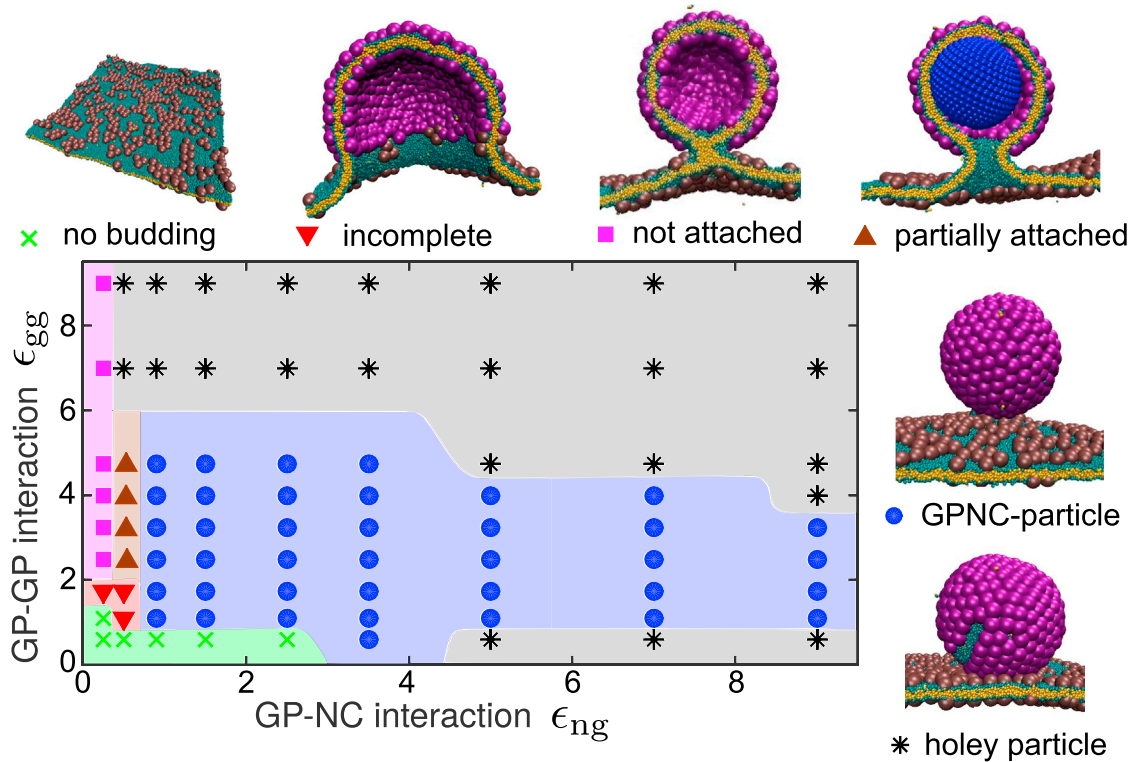 no budding
incomplete
not attached
partially attached
GP-GP interaction ϵgg
8
6
4
2
0
0 2 4 6 8
GP-NC interaction ϵng
GPNC-particle
holey particle